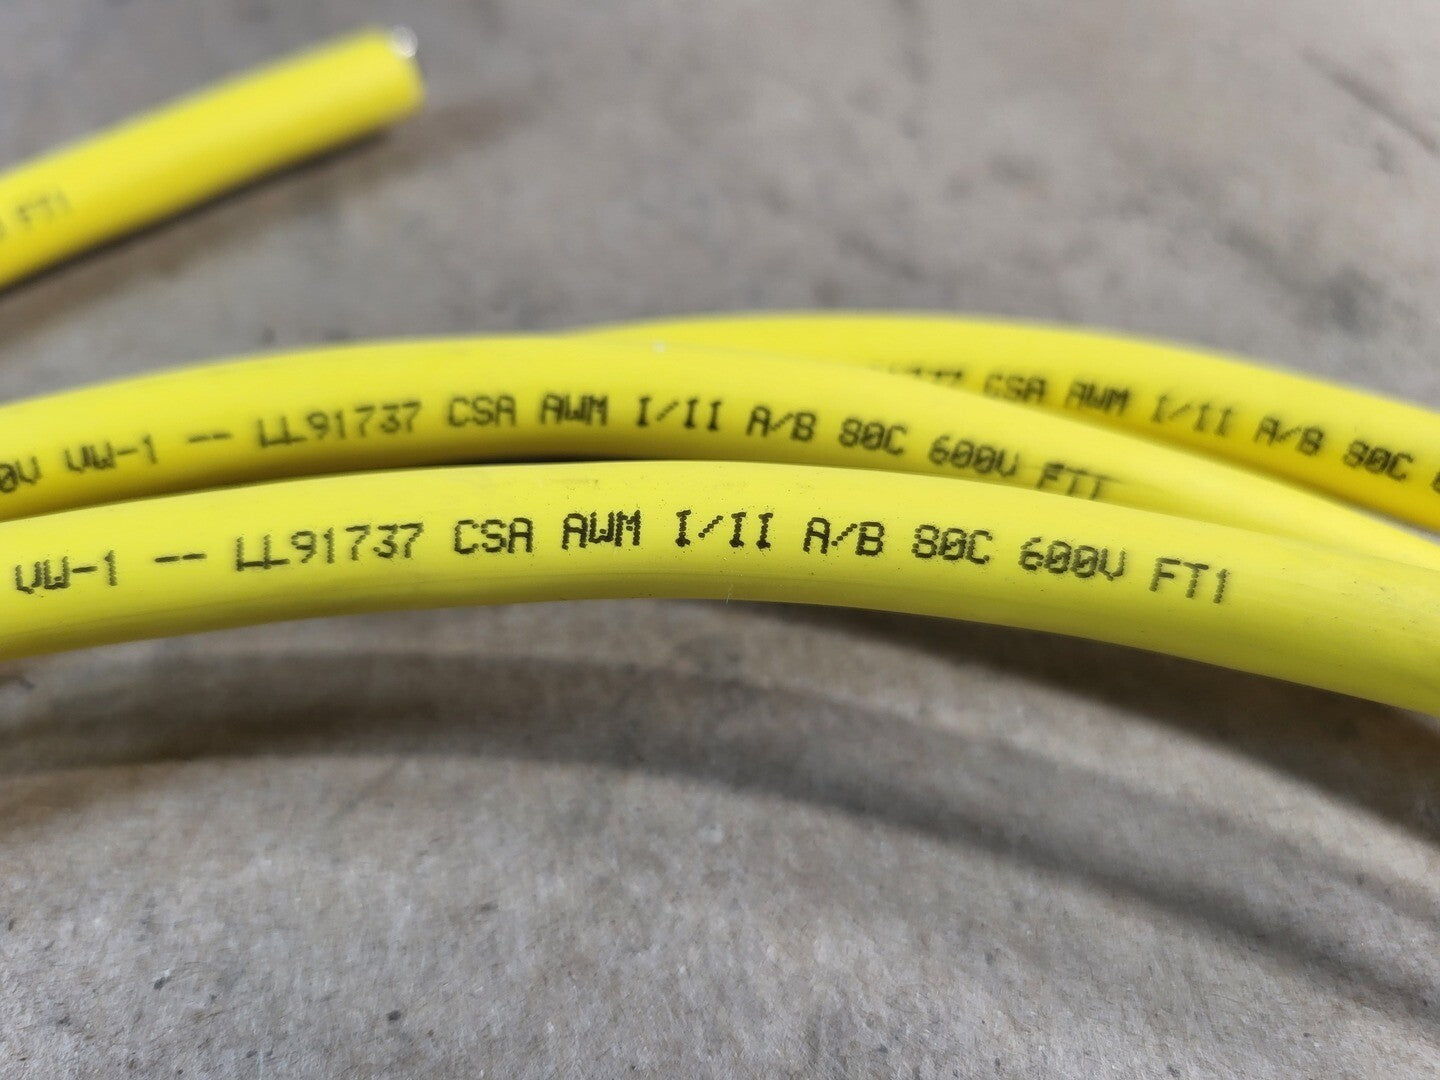 FT1
CSA AWM I/II A/B 80C
0V VW-1 -- LL91737 CSA AWM I/II A/B 80C 600V FT1
VW-1 -- LL91737 CSA AWM I/II A/B 80C 600V FT1